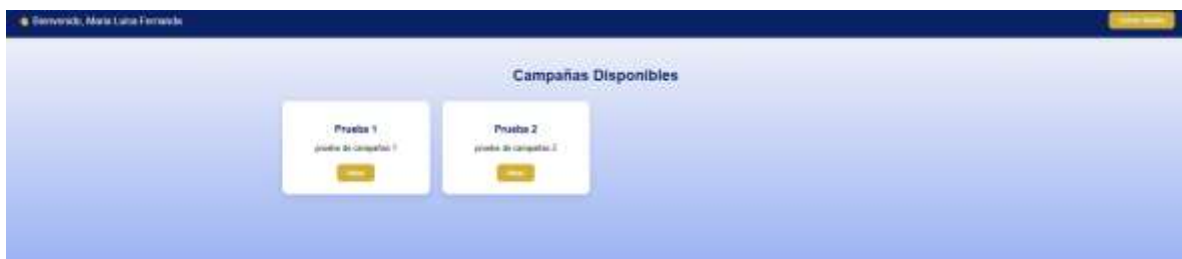 Bienvenido, Maria Luisa Fernanda
Campañas Disponibles
Prueba 1
prueba de campañas 1
Prueba 2
prueba de campañas 2